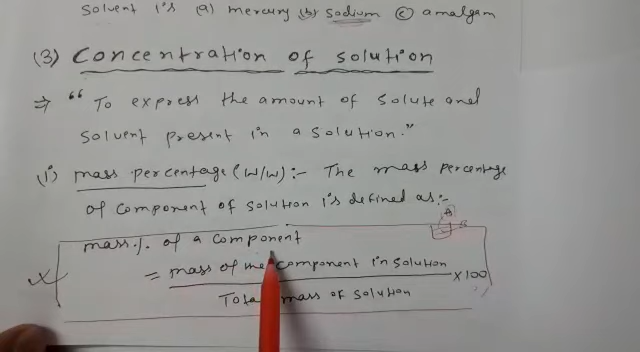 Solvent is (a) mercury (b) sodium (c) amalgam
(3) Concentration of solution
⇒ “To express the amount of solute and
solvent present in a solution.”
(i) mass percentage (W/W):- The mass percentage
of component of solution is defined as:-
mass.% of a component
= mass of the component in solution
× 100
Total mass of solution